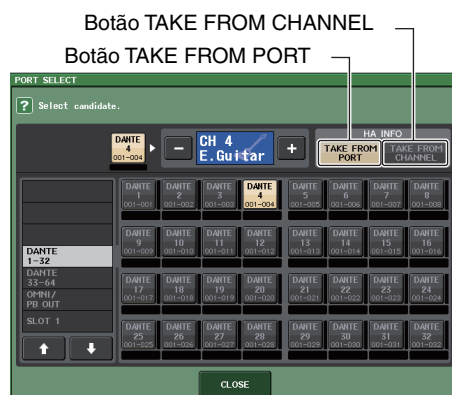 Botão TAKE FROM CHANNEL
Botão TAKE FROM PORT
PORT SELECT
? Select candidate.
DANTE 4 001-004
CH 4
E.Guitar
HA INFO
TAKE FROM PORT
TAKE FROM CHANNEL
DANTE 1 001-001
DANTE 2 001-002
DANTE 3 001-003
DANTE 4 001-004
DANTE 5 001-005
DANTE 6 001-006
DANTE 7 001-007
DANTE 8 001-008
DANTE 9 001-009
DANTE 10 001-010
DANTE 11 001-011
DANTE 12 001-012
DANTE 13 001-013
DANTE 14 001-014
DANTE 15 001-015
DANTE 16 001-016
DANTE 17 001-017
DANTE 18 001-018
DANTE 19 001-019
DANTE 20 001-020
DANTE 21 001-021
DANTE 22 001-022
DANTE 23 001-023
DANTE 24 001-024
DANTE 25 001-025
DANTE 26 001-026
DANTE 27 001-027
DANTE 28 001-028
DANTE 29 001-029
DANTE 30 001-030
DANTE 31 001-031
DANTE 32 001-032
DANTE 1-32
DANTE 33-64
OMNI/ PB OUT
SLOT 1
CLOSE